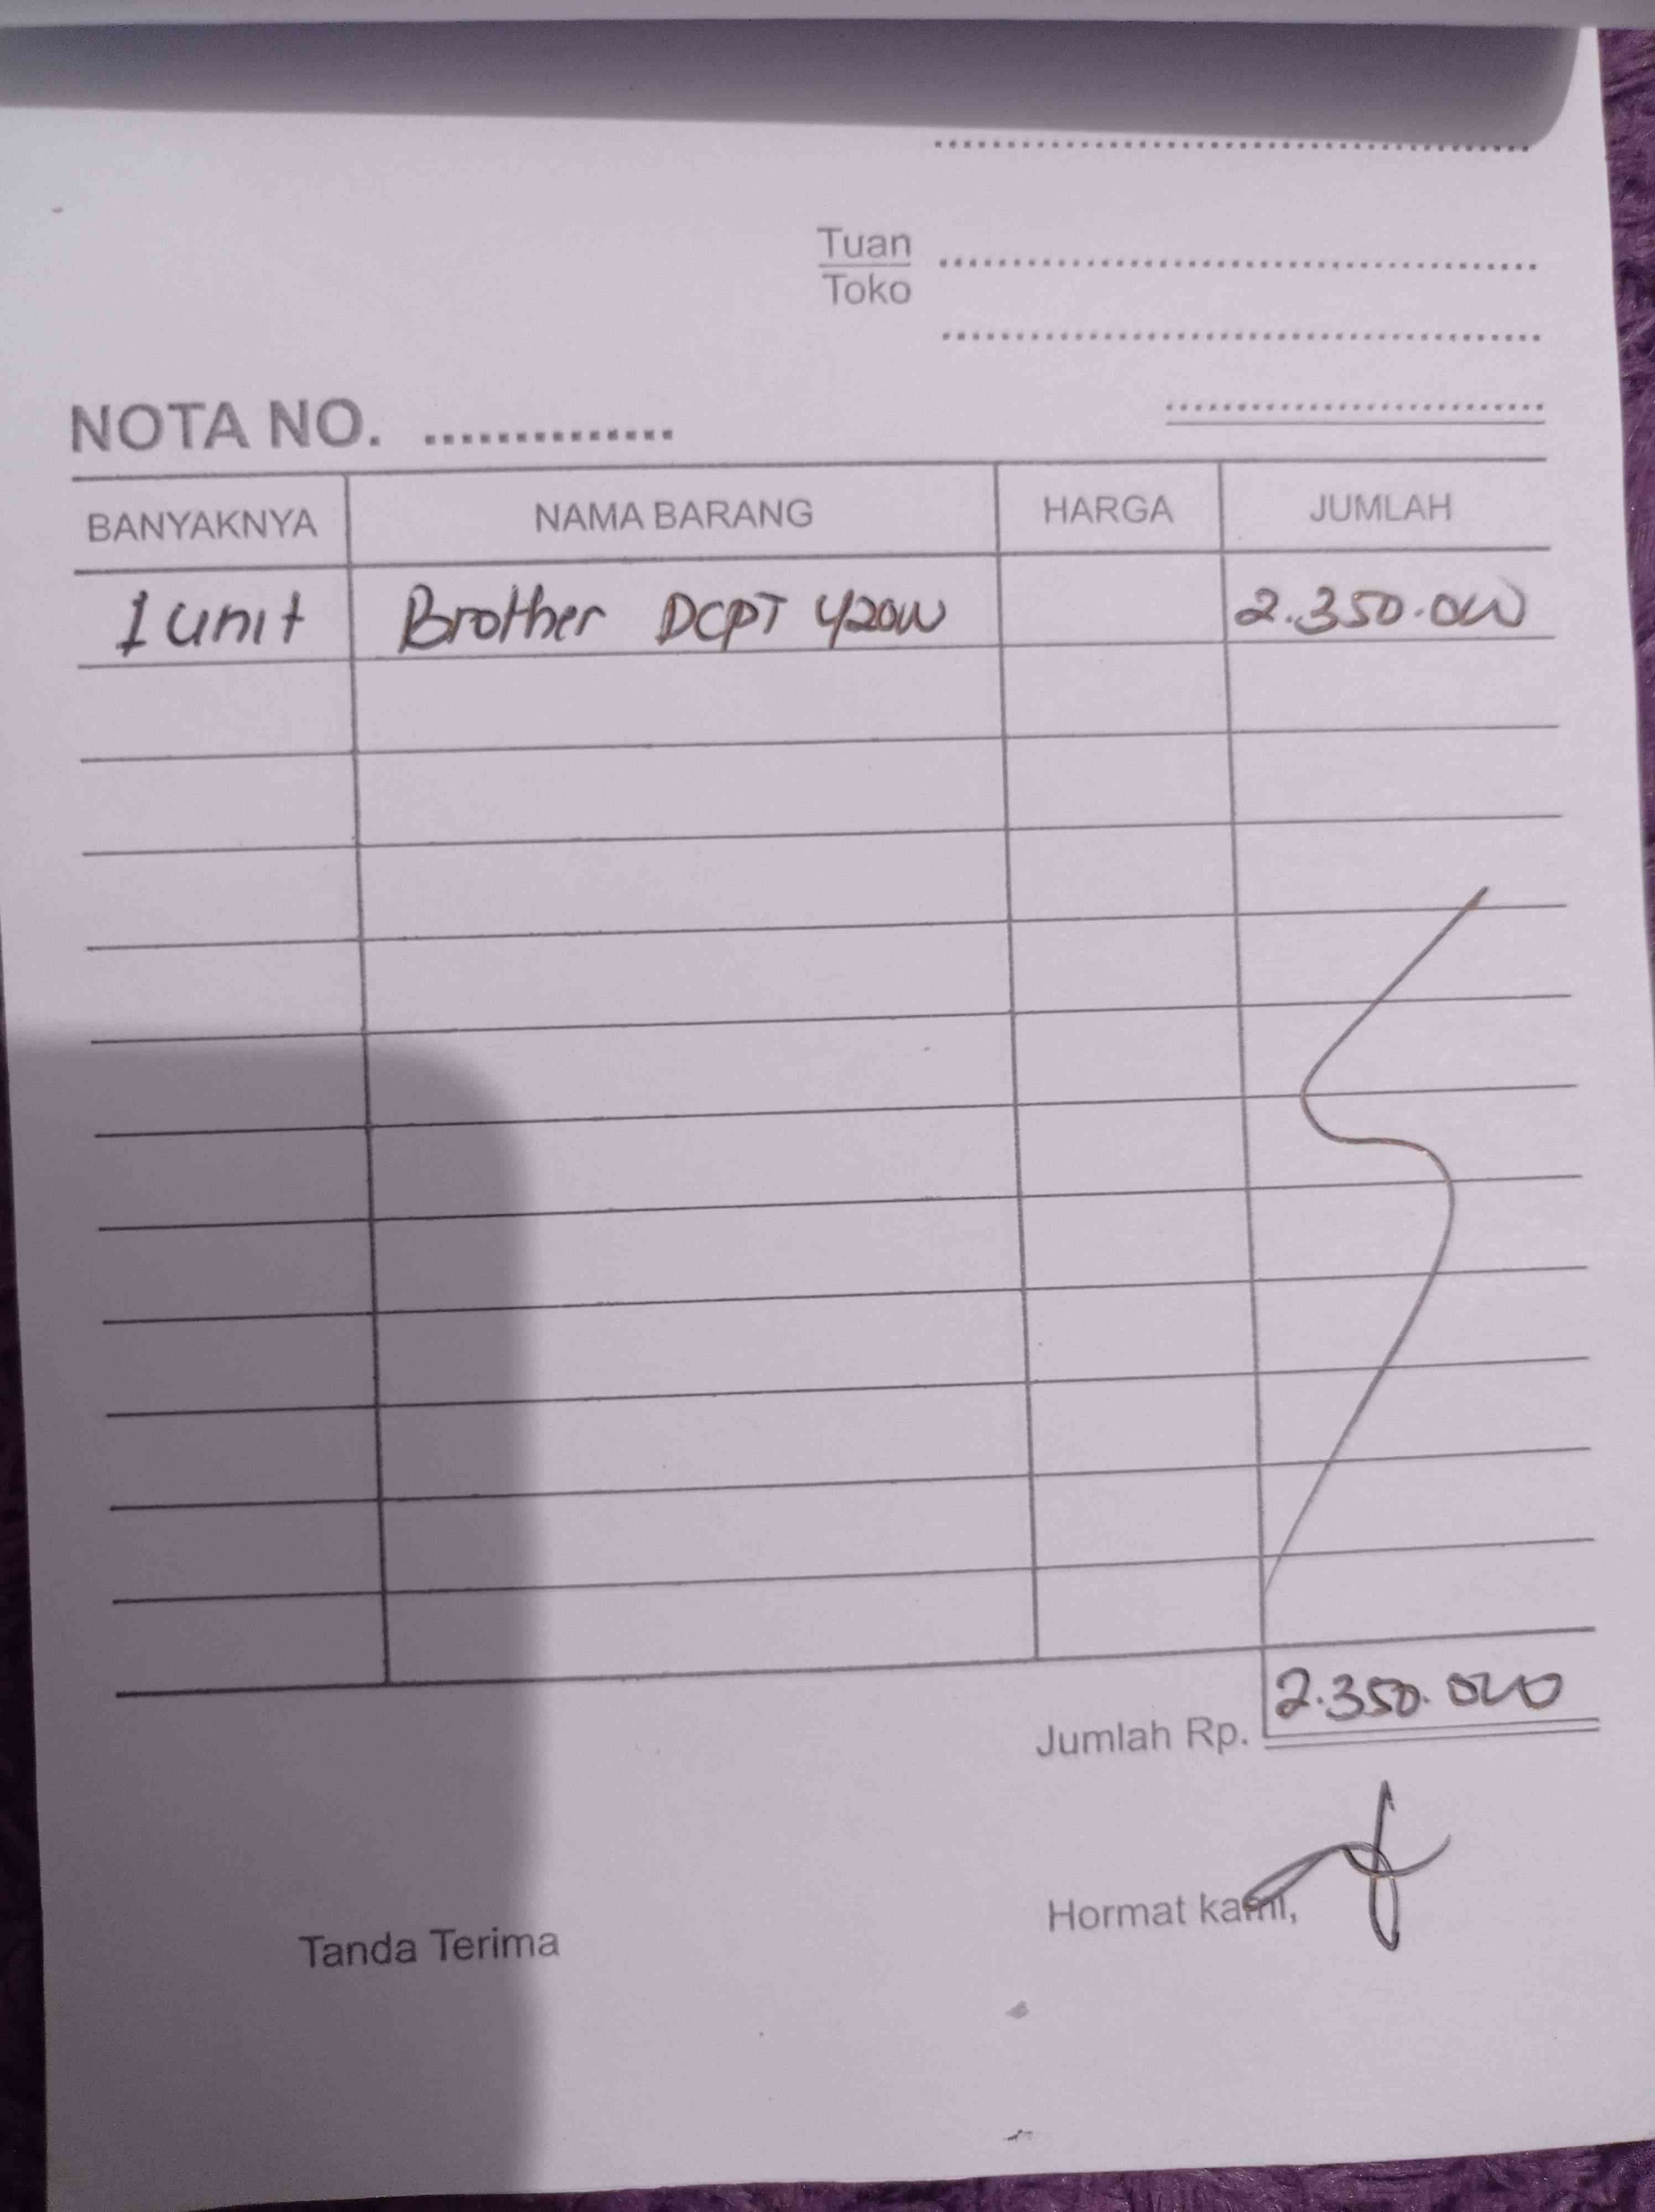 Tuan
Toko
NOTA NO. ..............
BANYAKNYA NAMA BARANG HARGA JUMLAH
1 unit Brother DCPT 420W 2.350.000
Jumlah Rp. 2.350.000
Tanda Terima Hormat kami,